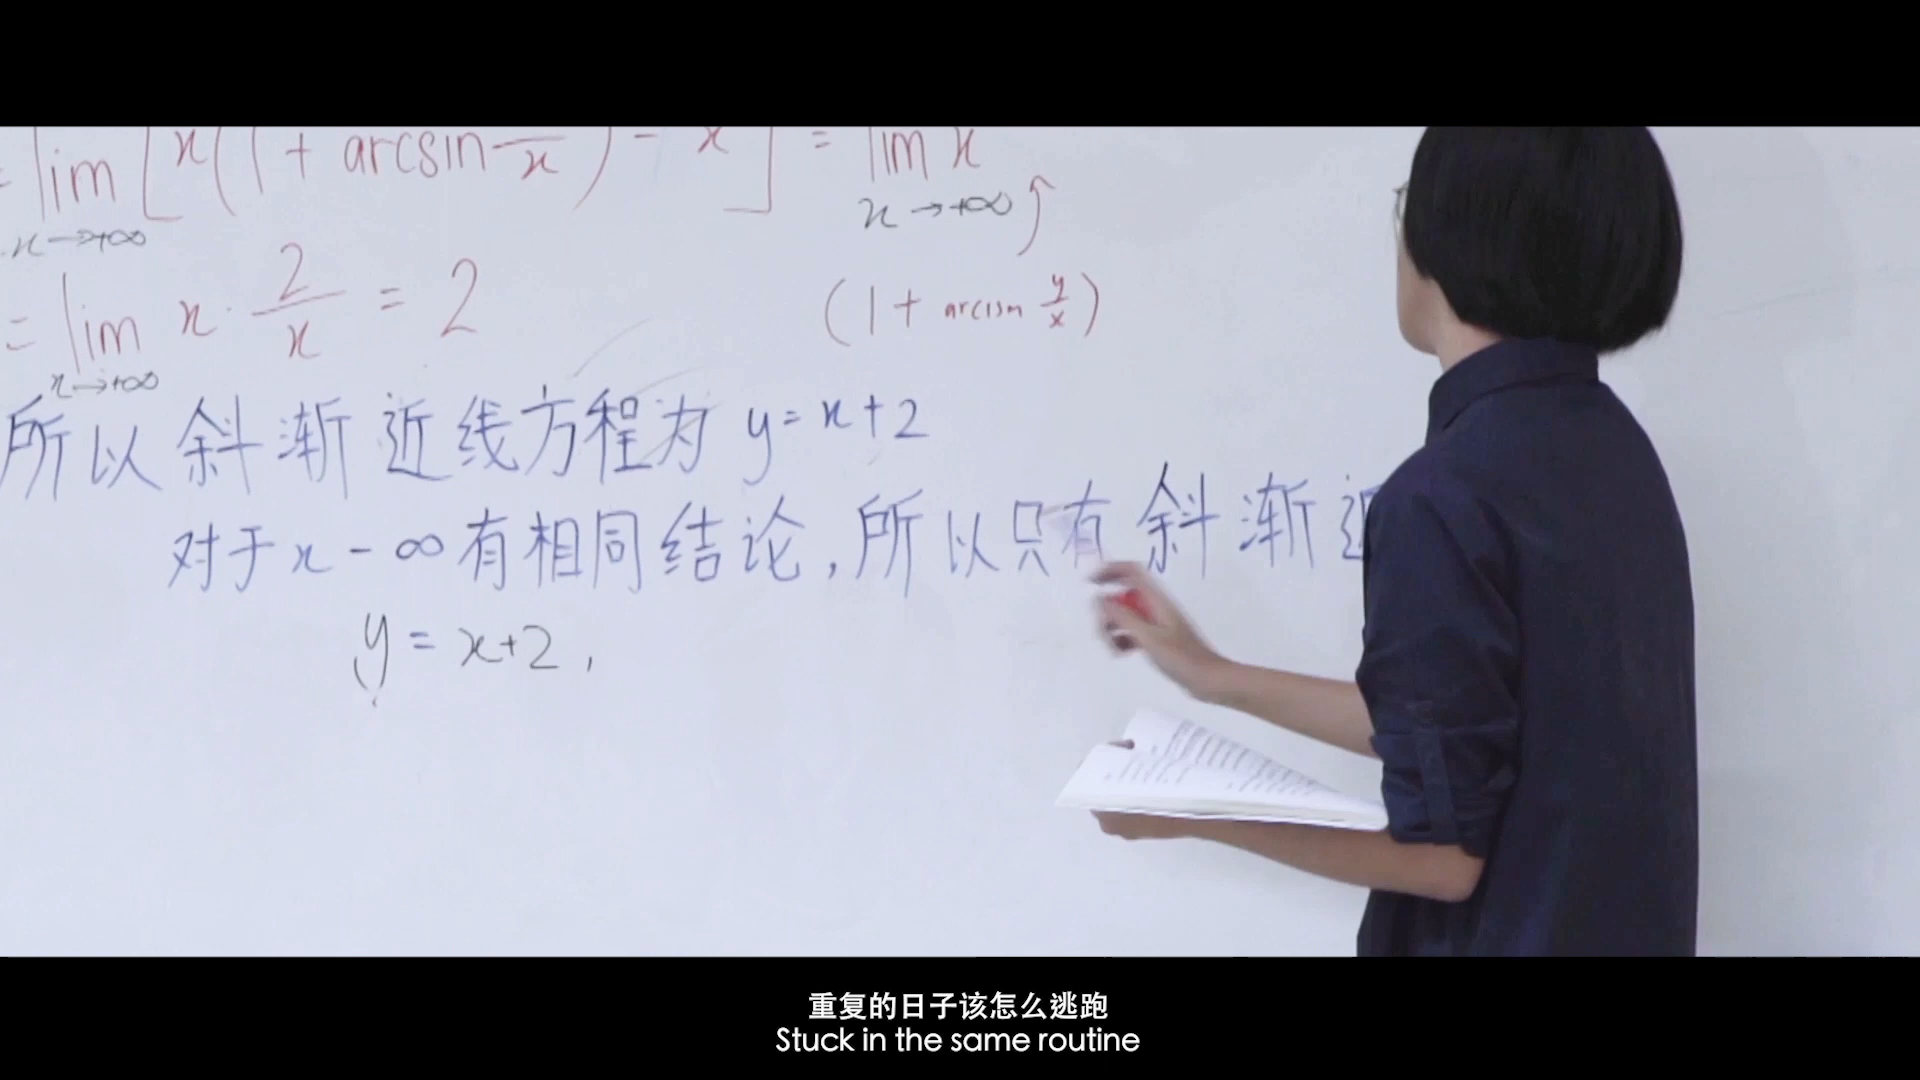 = lim [x(1 + arcsin — / x) - x] = lim x
x→+∞ x→+∞
= lim x · 2/x = 2 (1 + arcsin y/x)
x→+∞
所以斜渐近线方程为 y=x+2
对于x-∞有相同结论,所以只有斜渐近
y = x+2,
重复的日子该怎么逃跑
Stuck in the same routine